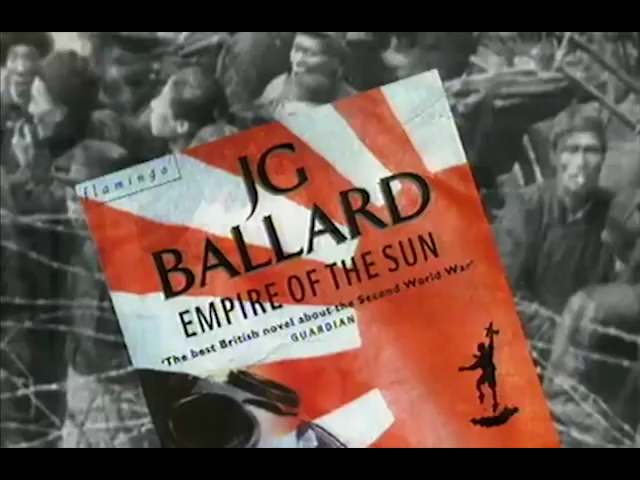 flamingo
JG
BALLARD
EMPIRE OF THE SUN
'The best British novel about the Second World War'
GUARDIAN